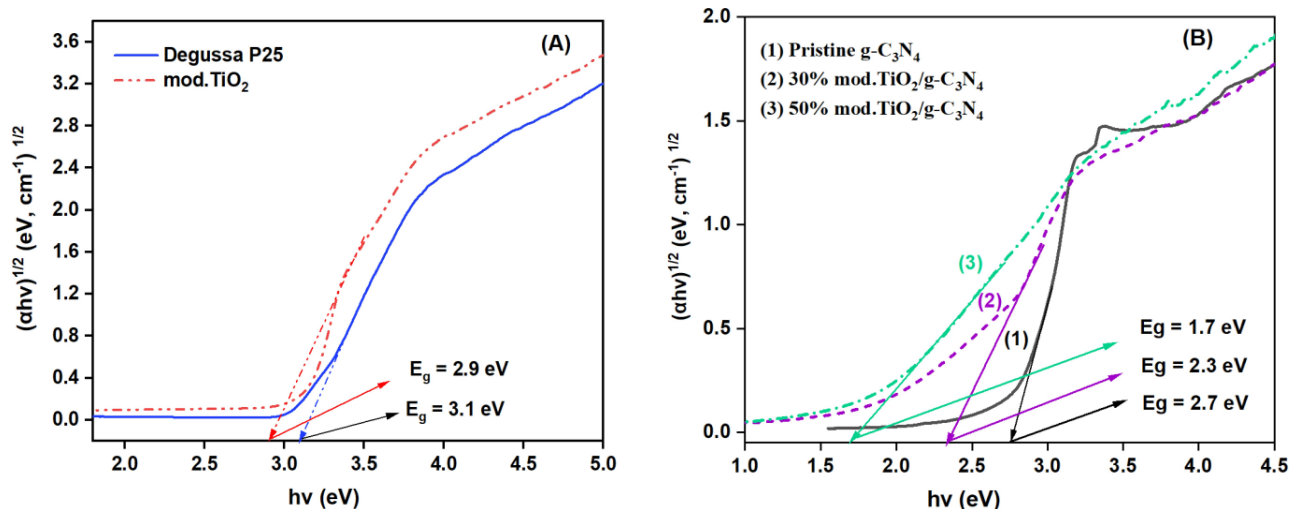 (A)
Degussa P25
mod.TiO₂
(αhν)^1/2 (eV, cm⁻¹) ^1/2
3.6
3.2
2.8
2.4
2.0
1.6
1.2
0.8
0.4
0.0
E_g = 2.9 eV
E_g = 3.1 eV
2.0 2.5 3.0 3.5 4.0 4.5 5.0
hν (eV)
(B)
(1) Pristine g-C₃N₄
(2) 30% mod.TiO₂/g-C₃N₄
(3) 50% mod.TiO₂/g-C₃N₄
(αhν)^1/2 (eV, cm⁻¹) ^1/2
2.0
1.5
1.0
0.5
0.0
(3)
(2)
(1)
Eg = 1.7 eV
Eg = 2.3 eV
Eg = 2.7 eV
1.0 1.5 2.0 2.5 3.0 3.5 4.0 4.5
hν (eV)